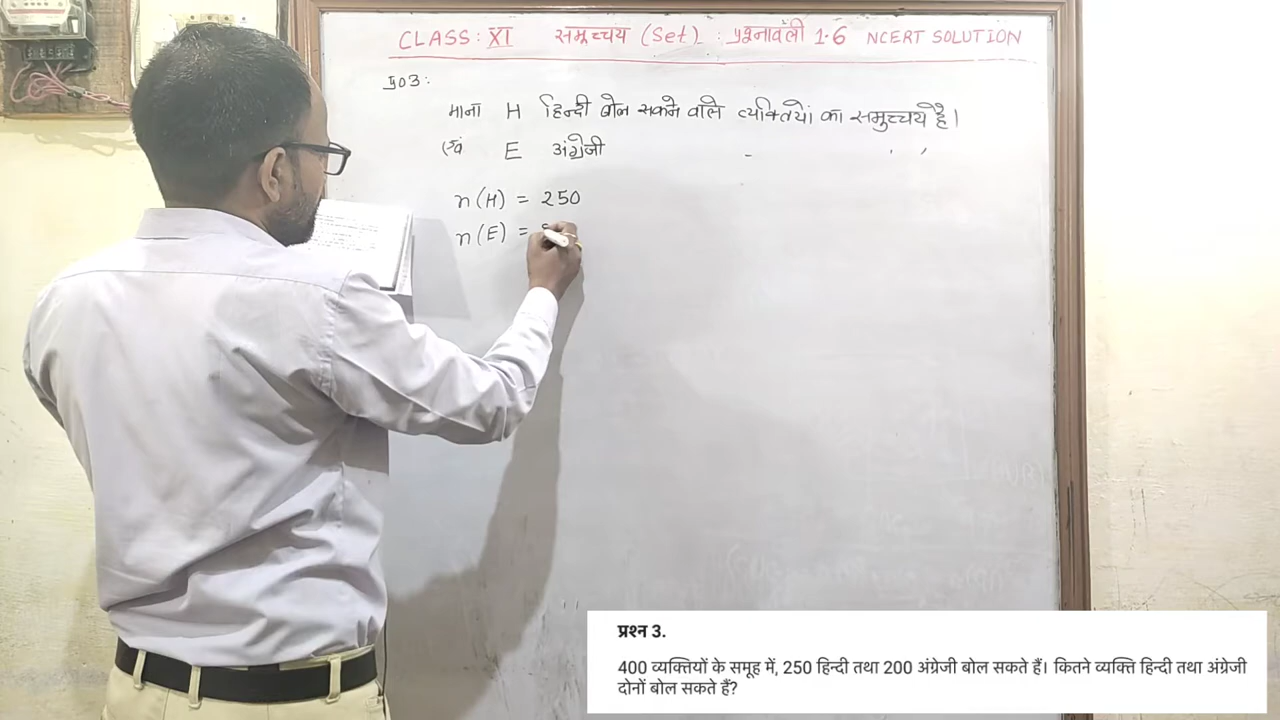 CLASS: XI समुच्चय (Set) : प्रश्नावली 1.6 NCERT SOLUTION
प्र03:
माना H हिन्दी बोल सकने वाले व्यक्तियों का समुच्चय है।
एवं E अंग्रेजी
n(H) = 250
n(E) =
प्रश्न 3.
400 व्यक्तियों के समूह में, 250 हिन्दी तथा 200 अंग्रेजी बोल सकते हैं। कितने व्यक्ति हिन्दी तथा अंग्रेजी
दोनों बोल सकते हैं?